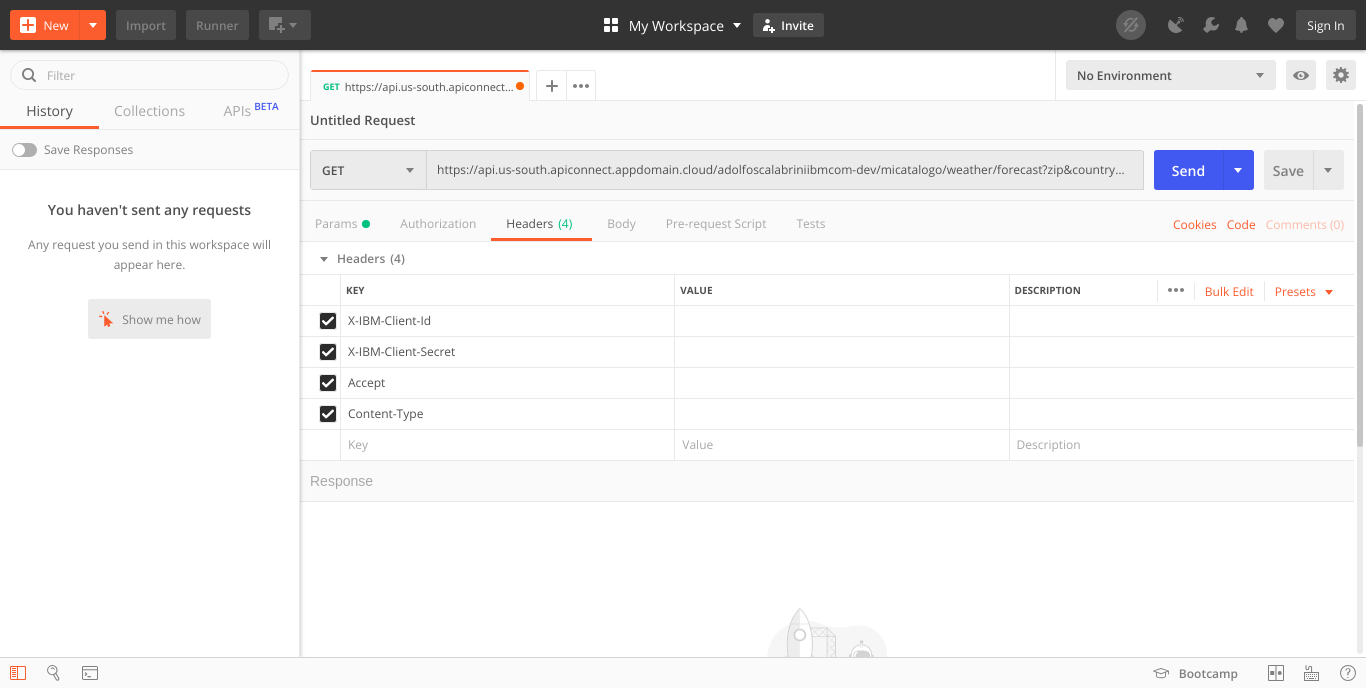 New Import Runner My Workspace Invite Sign In
Filter
History Collections APIs BETA
Save Responses
You haven't sent any requests
Any request you send in this workspace will
appear here.
Show me how
GET https://api.us-south.apiconnect... No Environment
Untitled Request
GET https://api.us-south.apiconnect.appdomain.cloud/adolfoscalabriniibmcom-dev/micatalogo/weather/forecast?zip&country... Send Save
Params Authorization Headers (4) Body Pre-request Script Tests Cookies Code Comments (0)
Headers (4)
KEY VALUE DESCRIPTION Bulk Edit Presets
X-IBM-Client-Id
X-IBM-Client-Secret
Accept
Content-Type
Key Value Description
Response
Bootcamp